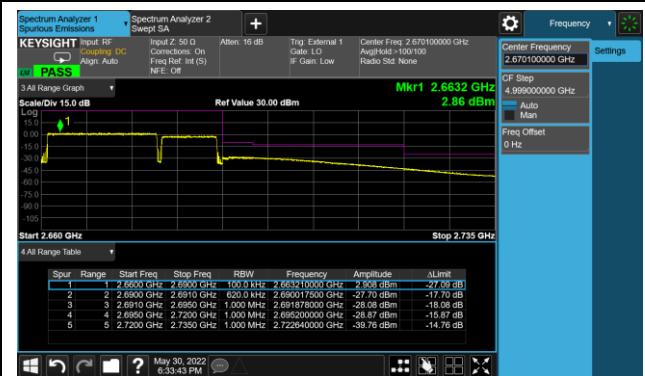 Spectrum Analyzer 1
Spurious Emissions
Spectrum Analyzer 2
Swept SA
Frequency
KEYSIGHT
Input: RF
Coupling: DC
Align: Auto
Input Z: 50 Ω
Corrections: On
Freq Ref: Int (S)
NFE: Off
Atten: 16 dB
Trig: External 1
Gate: LO
IF Gain: Low
Center Freq: 2.670100000 GHz
Avg|Hold >100/100
Radio Std: None
PASS
Center Frequency
2.670100000 GHz
Settings
CF Step
4.999000000 GHz
Auto
Man
Freq Offset
0 Hz
3 All Range Graph
Mkr1 2.6632 GHz
Scale/Div 15.0 dB
Ref Value 30.00 dBm
2.86 dBm
Log
1
15.0
0.00
-15.0
-30.0
-45.0
-60.0
-75.0
-90.0
-105
Start 2.660 GHz
Stop 2.735 GHz
4 All Range Table
Spur Range Start Freq Stop Freq RBW Frequency Amplitude ΔLimit
1 1 2.6600 GHz 2.6900 GHz 100.0 kHz 2.663210000 GHz 2.908 dBm -27.09 dB
2 2 2.6900 GHz 2.6910 GHz 620.0 kHz 2.690017500 GHz -27.70 dBm -17.70 dB
3 3 2.6910 GHz 2.6950 GHz 1.000 MHz 2.691878000 GHz -28.08 dBm -18.08 dB
4 4 2.6950 GHz 2.7200 GHz 1.000 MHz 2.695200000 GHz -28.87 dBm -15.87 dB
5 5 2.7200 GHz 2.7350 GHz 1.000 MHz 2.722640000 GHz -39.76 dBm -14.76 dB
May 30, 2022
6:33:43 PM